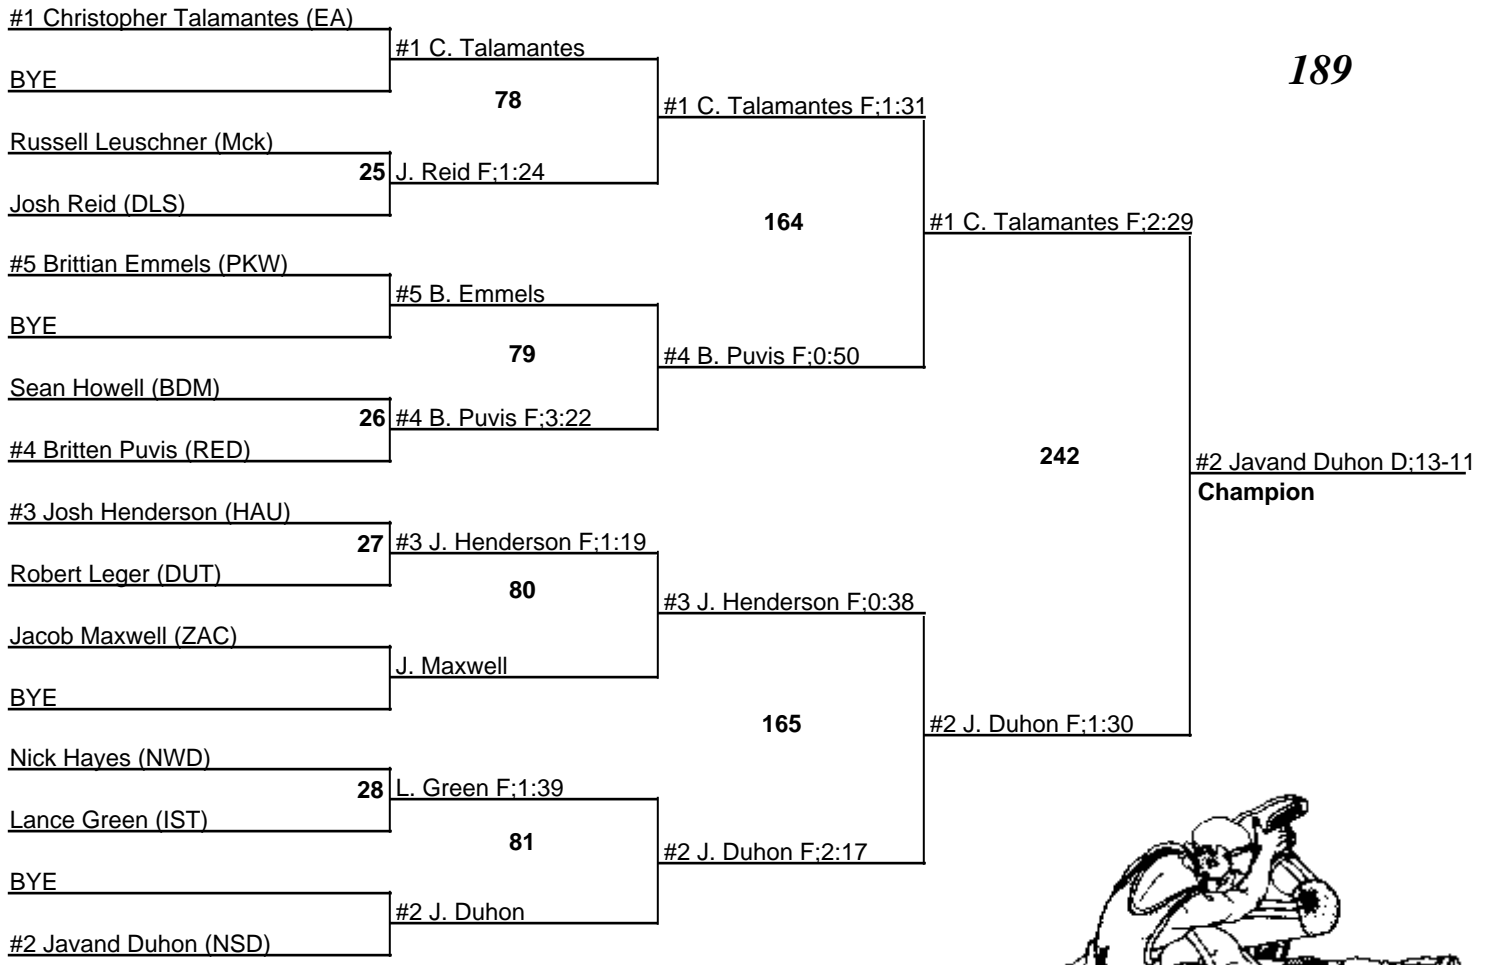 #1 Christopher Talamantes (EA)
BYE
Russell Leuschner (Mck)
Josh Reid (DLS)
#5 Brittian Emmels (PKW)
BYE
Sean Howell (BDM)
#4 Britten Puvis (RED)
#3 Josh Henderson (HAU)
Robert Leger (DUT)
Jacob Maxwell (ZAC)
BYE
Nick Hayes (NWD)
Lance Green (IST)
BYE
#2 Javand Duhon (NSD)
#1 C. Talamantes
78
25 J. Reid F;1:24
#5 B. Emmels
79
26 #4 B. Puvis F;3:22
27 #3 J. Henderson F;1:19
80
J. Maxwell
28 L. Green F;1:39
81
#2 J. Duhon
#1 C. Talamantes F;1:31
164
#4 B. Puvis F;0:50
#3 J. Henderson F;0:38
165
#2 J. Duhon F;2:17
#1 C. Talamantes F;2:29
242
#2 J. Duhon F;1:30
189
#2 Javand Duhon D;13-11
Champion